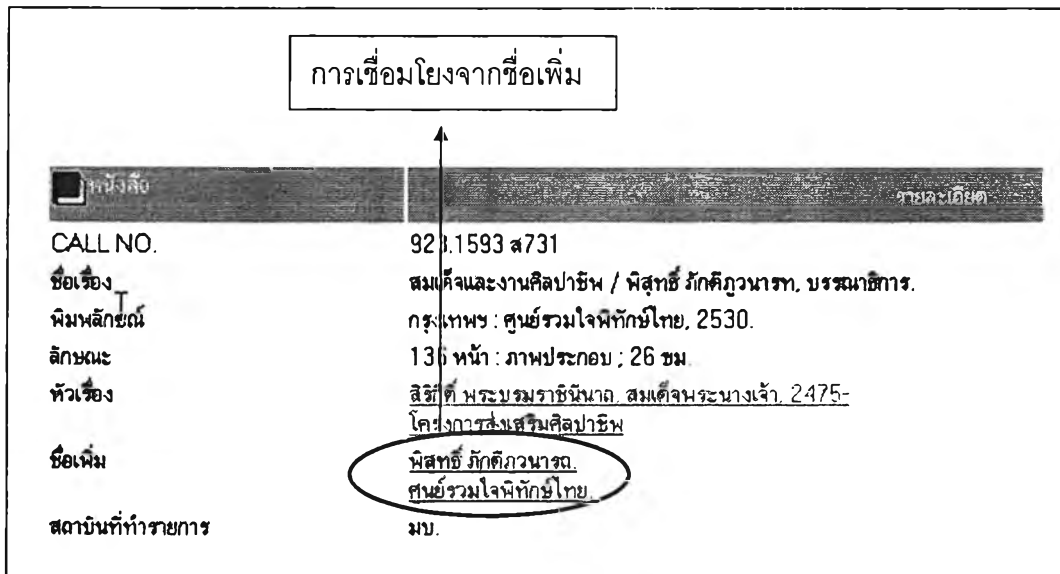 การเชื่อมโยงจากชื่อเพิ่ม
หนังสือ รายละเอียด
CALL NO. 923.1593 ส731
ชื่อเรื่อง สมเด็จและงานศิลปาชีพ / พิสุทธิ์ ภักดีภูวนารท, บรรณาธิการ.
พิมพลักษณ์ กรุงเทพฯ : ศูนย์รวมใจพิทักษ์ไทย, 2530.
ลักษณะ 136 หน้า : ภาพประกอบ ; 26 ซม.
หัวเรื่อง สิริกิติ์ พระบรมราชินีนาถ, สมเด็จพระนางเจ้า, 2475-
โครงการส่งเสริมศิลปาชีพ
ชื่อเพิ่ม พิสุทธิ์ ภักดีภูวนารถ.
ศูนย์รวมใจพิทักษ์ไทย.
สถาบันที่ทำรายการ มบ.